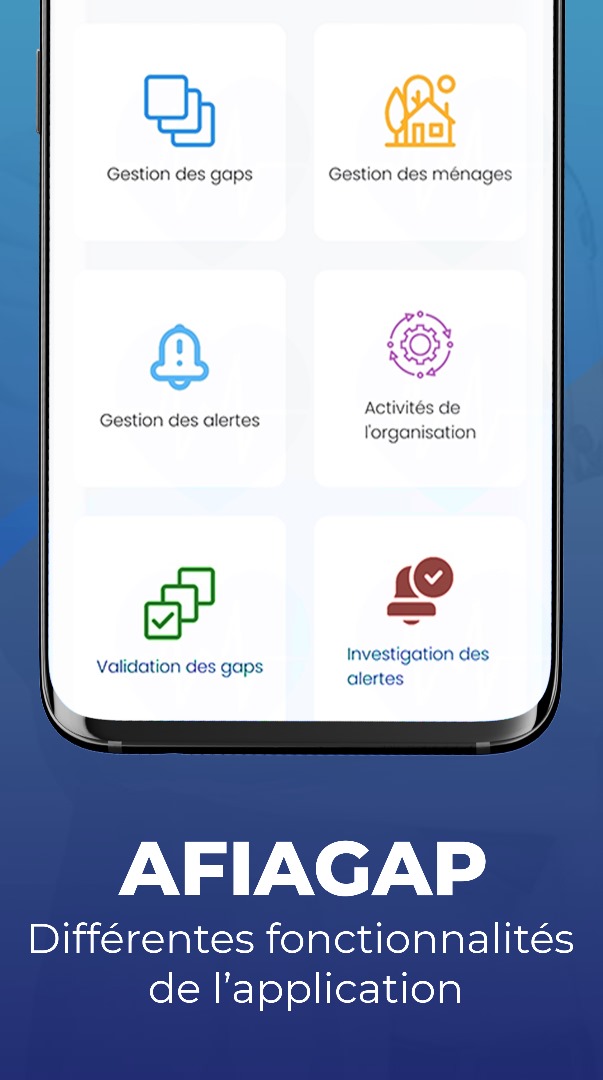 Gestion des gaps
Gestion des ménages
Gestion des alertes
Activités de
l'organisation
Validation des gaps
Investigation des
alertes
AFIAGAP
Différentes fonctionnalités
de l’application